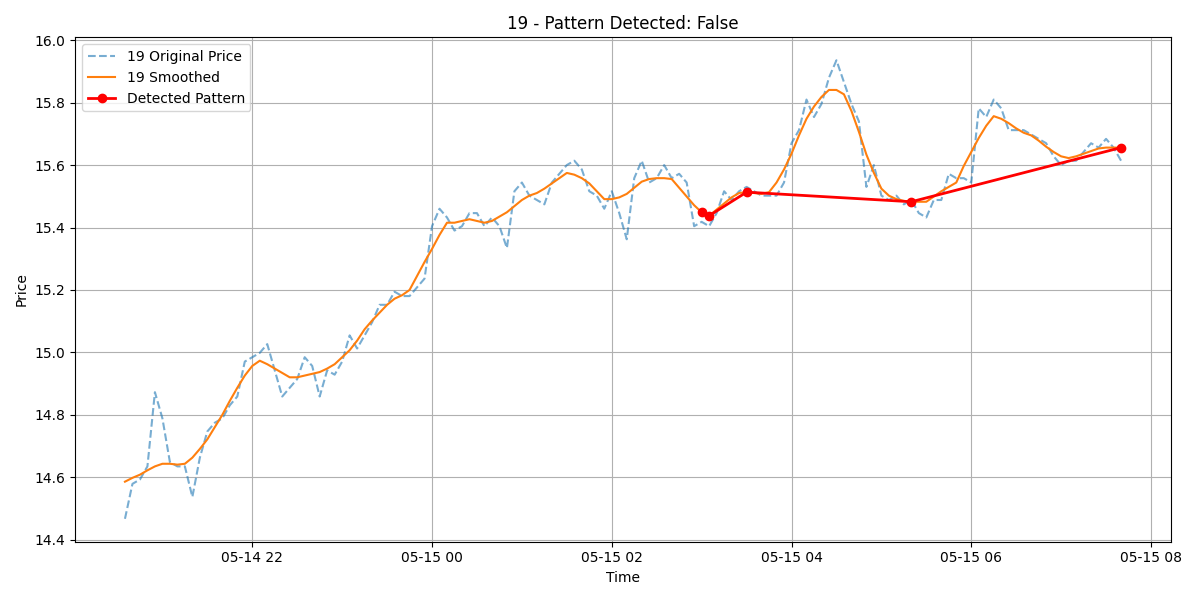 19 - Pattern Detected: False
19 Original Price
19 Smoothed
Detected Pattern
Price
16.0
15.8
15.6
15.4
15.2
15.0
14.8
14.6
14.4
05-14 22
05-15 00
05-15 02
05-15 04
05-15 06
05-15 08
Time